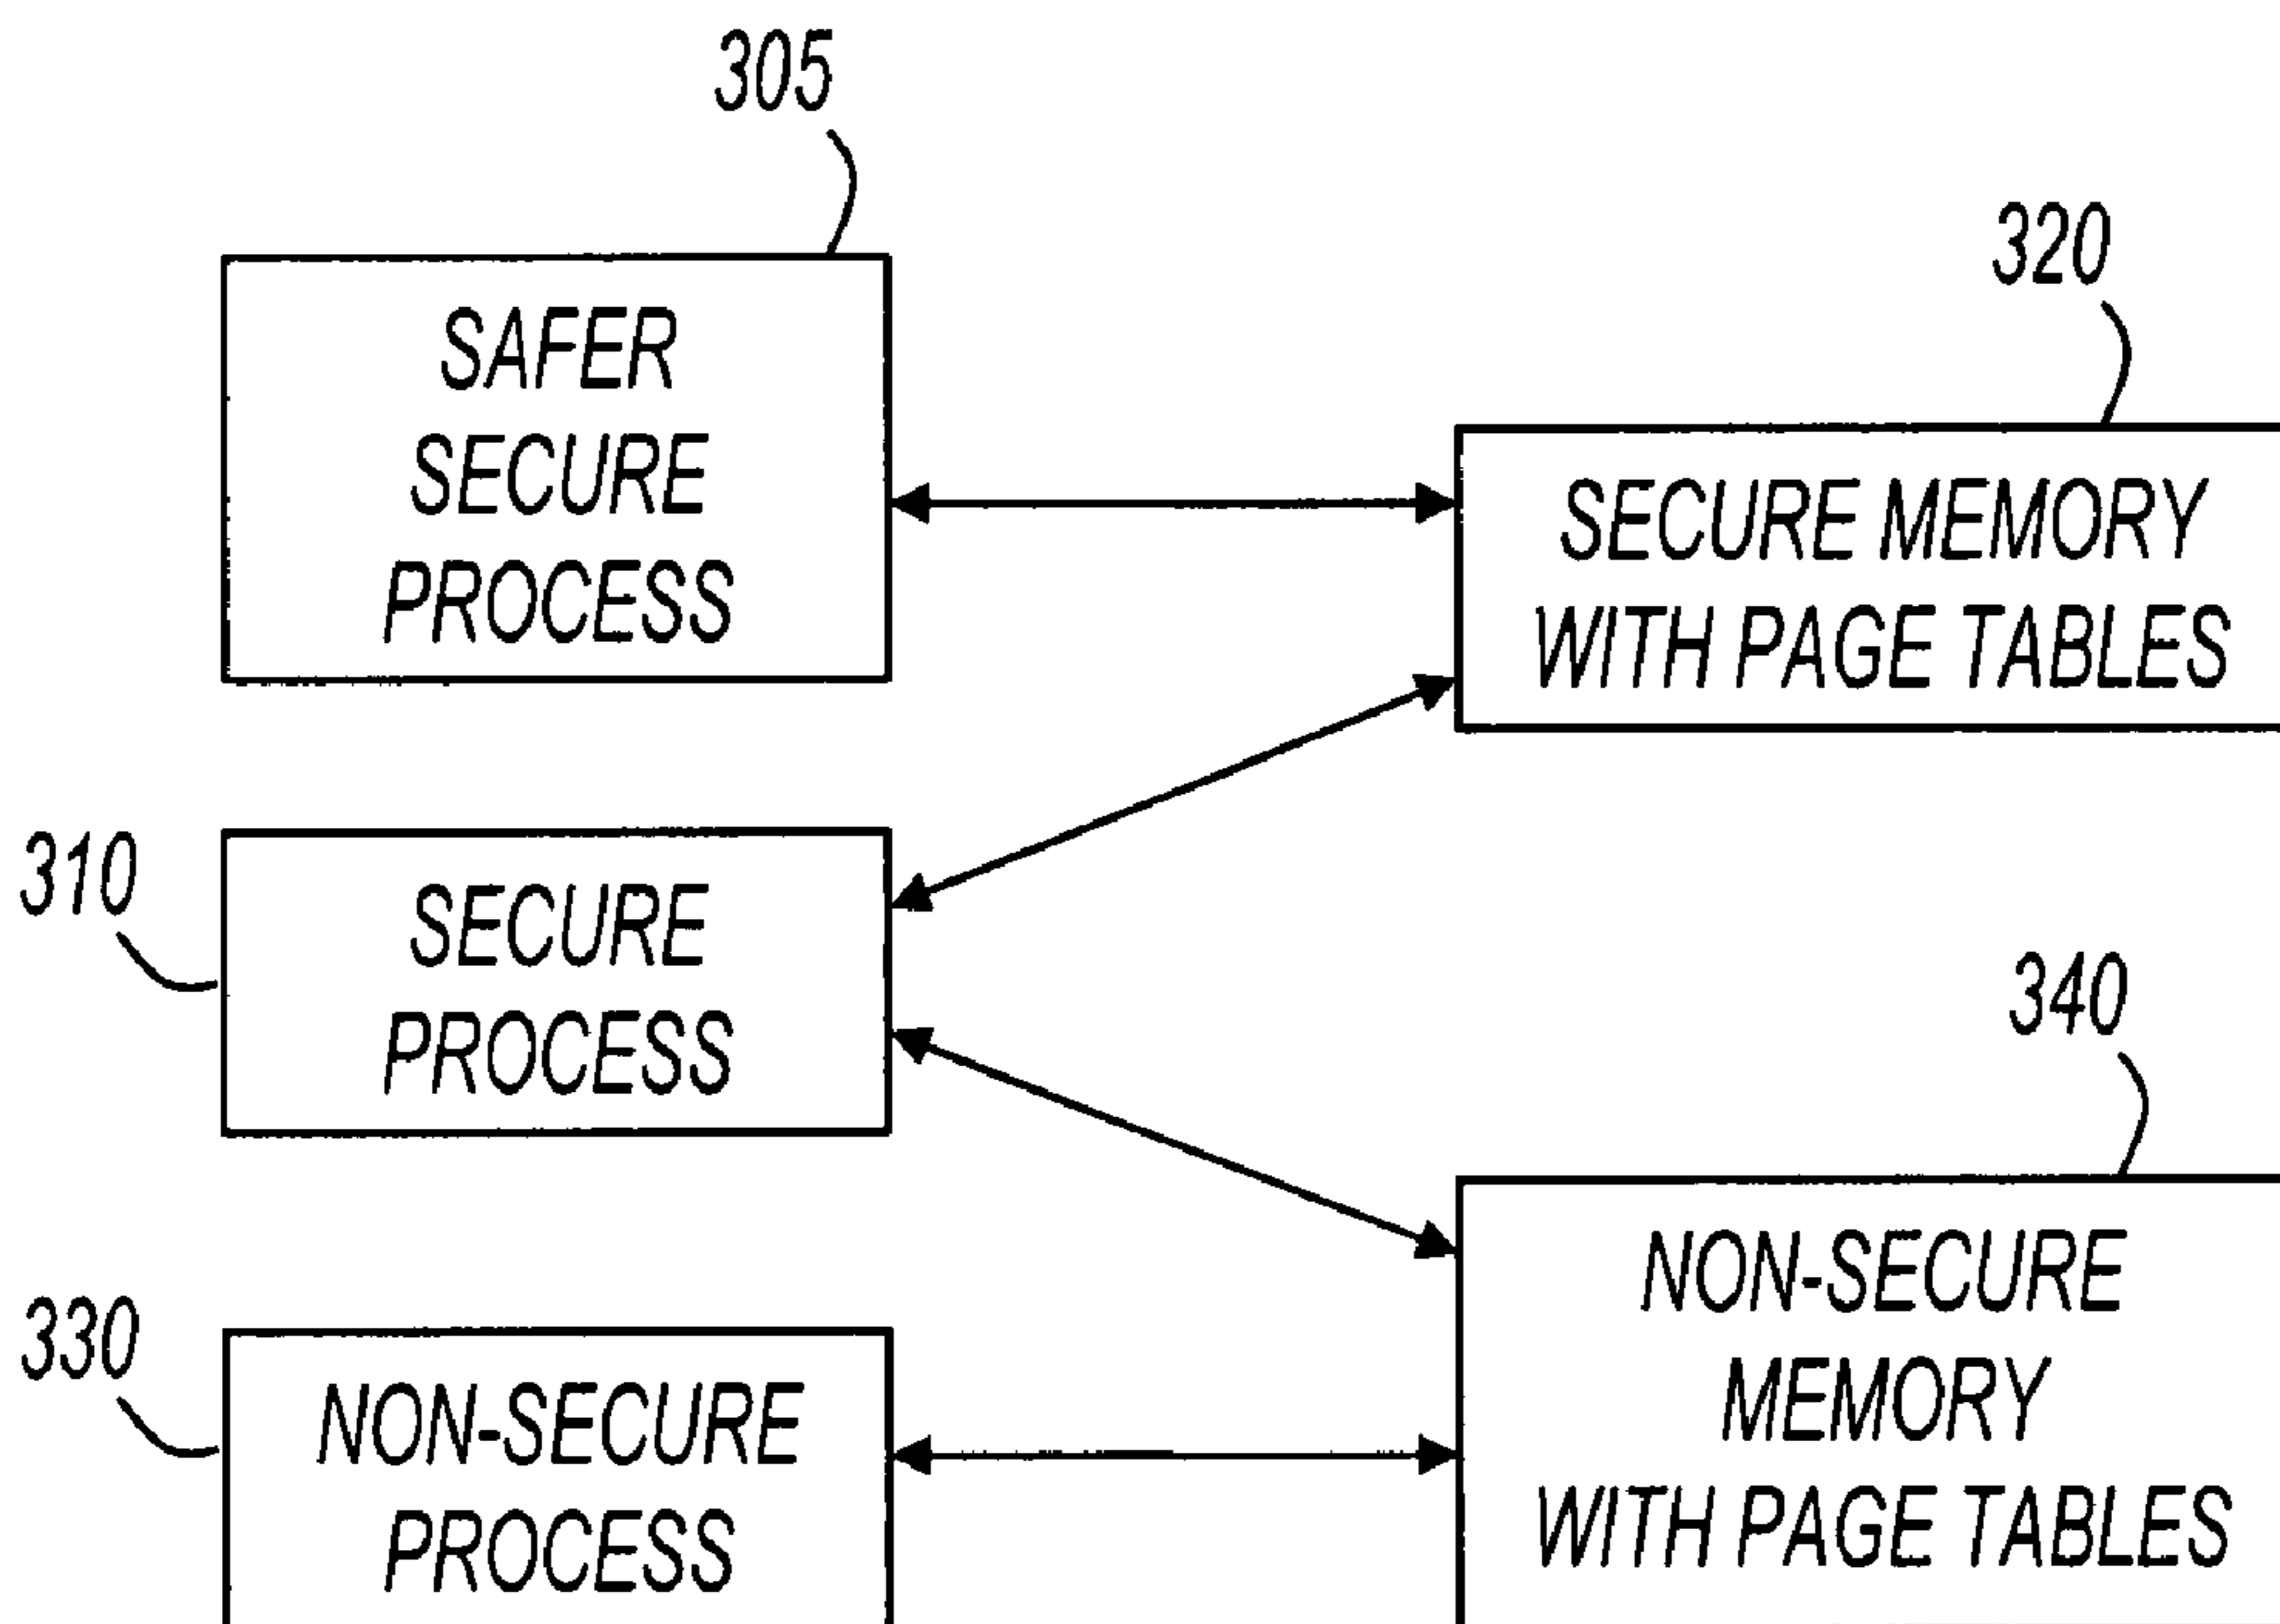 305
SAFER
SECURE
PROCESS
320
SECURE MEMORY
WITH PAGE TABLES
310
SECURE
PROCESS
340
NON-SECURE
MEMORY
WITH PAGE TABLES
330
NON-SECURE
PROCESS